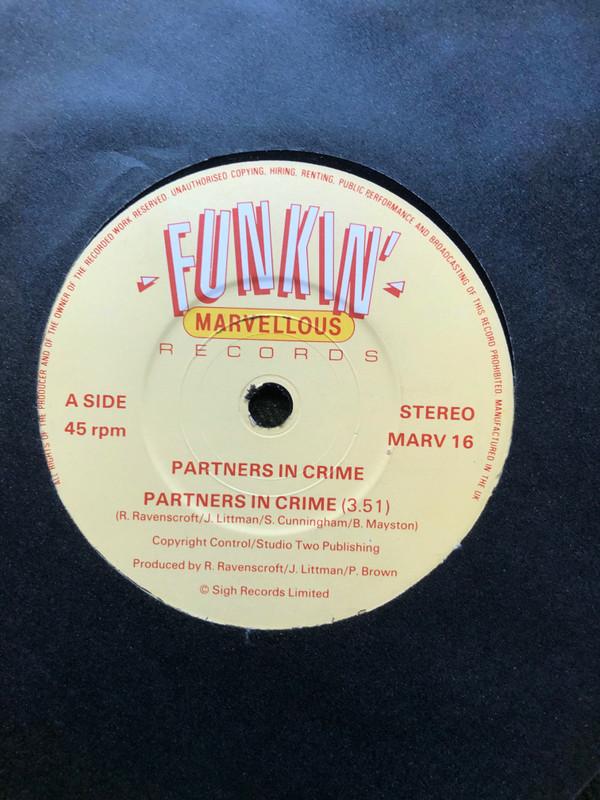 ALL RIGHTS OF THE PRODUCER AND OF THE OWNER OF THE RECORDED WORK RESERVED. UNAUTHORISED COPYING, HIRING, RENTING, PUBLIC PERFORMANCE AND BROADCASTING OF THIS RECORD PROHIBITED. MANUFACTURED IN THE UK
FUNKIN'
MARVELLOUS
RECORDS
A SIDE
45 rpm
STEREO
MARV 16
PARTNERS IN CRIME
PARTNERS IN CRIME (3.51)
(R. Ravenscroft/J. Littman/S. Cunningham/B. Mayston)
Copyright Control/Studio Two Publishing
Produced by R. Ravenscroft/J. Littman/P. Brown
© Sigh Records Limited